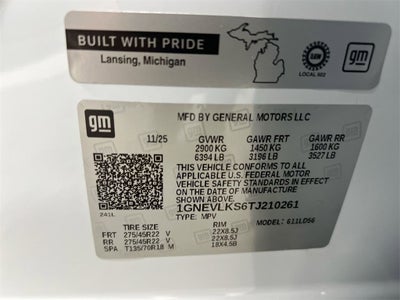 BUILT WITH PRIDE
Lansing, Michigan
UAW
LOCAL 602
gm
gm
MFD BY GENERAL MOTORS LLC
11/25 GVWR GAWR FRT GAWR RR
2900 KG 1450 KG 1600 KG
6394 LB 3196 LB 3527 LB
THIS VEHICLE CONFORMS TO ALL
APPLICABLE U.S. FEDERAL MOTOR
VEHICLE SAFETY STANDARDS IN EFFECT
ON THE DATE OF MANUFACTURE
SHOWN ABOVE.
1GNEVLKS6TJ210261
TYPE: MPV MODEL: 611LD56
241L
TIRE SIZE RIM
FRT 275/45R22 V 22X8.5J
RR 275/45R22 V 22X8.5J
SPA T135/70R18 M 18X4.5B